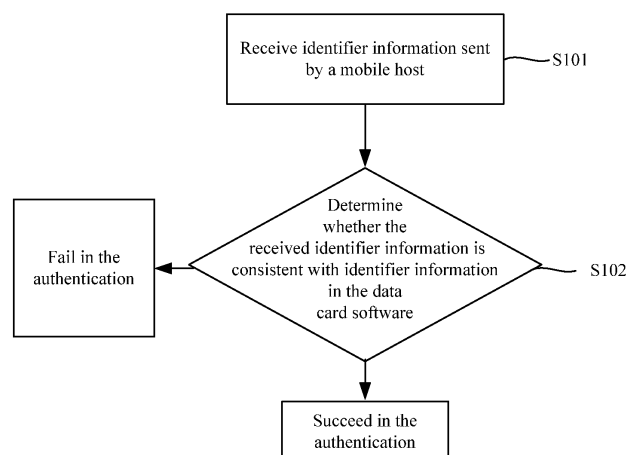 Receive identifier information sent
by a mobile host
S101
Determine
whether the
received identifier information is
consistent with identifier information
in the data
card software
S102
Fail in the
authentication
Succeed in the
authentication